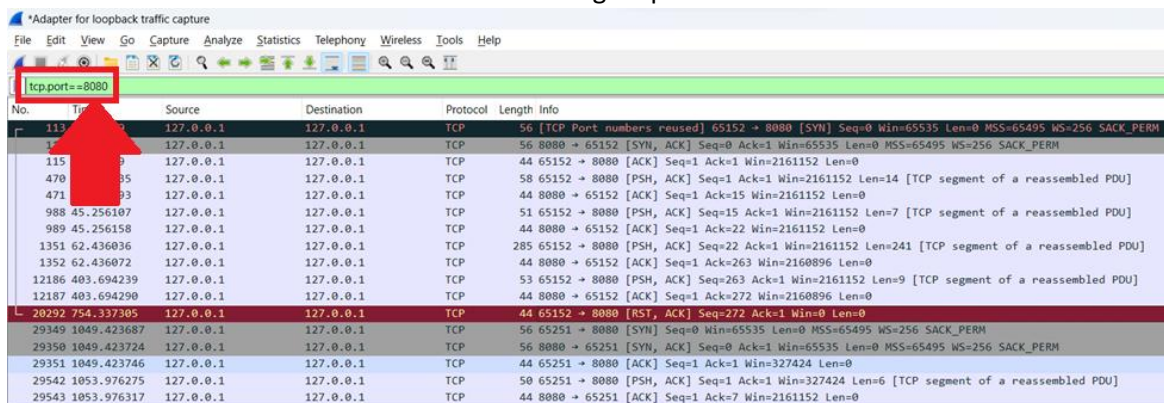 *Adapter for loopback traffic capture
File Edit View Go Capture Analyze Statistics Telephony Wireless Tools Help
tcp.port==8080
No. Source Destination Protocol Length Info
113 127.0.0.1 127.0.0.1 TCP 56 [TCP Port numbers reused] 65152 → 8080 [SYN] Seq=0 Win=65535 Len=0 MSS=65495 WS=256 SACK_PERM
127.0.0.1 127.0.0.1 TCP 56 8080 → 65152 [SYN, ACK] Seq=0 Ack=1 Win=65535 Len=0 MSS=65495 WS=256 SACK_PERM
115 127.0.0.1 127.0.0.1 TCP 44 65152 → 8080 [ACK] Seq=1 Ack=1 Win=2161152 Len=0
470 127.0.0.1 127.0.0.1 TCP 58 65152 → 8080 [PSH, ACK] Seq=1 Ack=1 Win=2161152 Len=14 [TCP segment of a reassembled PDU]
471 127.0.0.1 127.0.0.1 TCP 44 8080 → 65152 [ACK] Seq=1 Ack=15 Win=2161152 Len=0
988 45.256107 127.0.0.1 127.0.0.1 TCP 51 65152 → 8080 [PSH, ACK] Seq=15 Ack=1 Win=2161152 Len=7 [TCP segment of a reassembled PDU]
989 45.256158 127.0.0.1 127.0.0.1 TCP 44 8080 → 65152 [ACK] Seq=1 Ack=22 Win=2161152 Len=0
1351 62.436036 127.0.0.1 127.0.0.1 TCP 285 65152 → 8080 [PSH, ACK] Seq=22 Ack=1 Win=2161152 Len=241 [TCP segment of a reassembled PDU]
1352 62.436072 127.0.0.1 127.0.0.1 TCP 44 8080 → 65152 [ACK] Seq=1 Ack=263 Win=2160896 Len=0
12186 403.694239 127.0.0.1 127.0.0.1 TCP 53 65152 → 8080 [PSH, ACK] Seq=263 Ack=1 Win=2161152 Len=9 [TCP segment of a reassembled PDU]
12187 403.694290 127.0.0.1 127.0.0.1 TCP 44 8080 → 65152 [ACK] Seq=1 Ack=272 Win=2160896 Len=0
20292 754.337305 127.0.0.1 127.0.0.1 TCP 44 65152 → 8080 [RST, ACK] Seq=272 Ack=1 Win=0 Len=0
29349 1049.423687 127.0.0.1 127.0.0.1 TCP 56 65251 → 8080 [SYN] Seq=0 Win=65535 Len=0 MSS=65495 WS=256 SACK_PERM
29350 1049.423724 127.0.0.1 127.0.0.1 TCP 56 8080 → 65251 [SYN, ACK] Seq=0 Ack=1 Win=65535 Len=0 MSS=65495 WS=256 SACK_PERM
29351 1049.423746 127.0.0.1 127.0.0.1 TCP 44 65251 → 8080 [ACK] Seq=1 Ack=1 Win=327424 Len=0
29542 1053.976275 127.0.0.1 127.0.0.1 TCP 50 65251 → 8080 [PSH, ACK] Seq=1 Ack=1 Win=327424 Len=6 [TCP segment of a reassembled PDU]
29543 1053.976317 127.0.0.1 127.0.0.1 TCP 44 8080 → 65251 [ACK] Seq=1 Ack=7 Win=2161152 Len=0